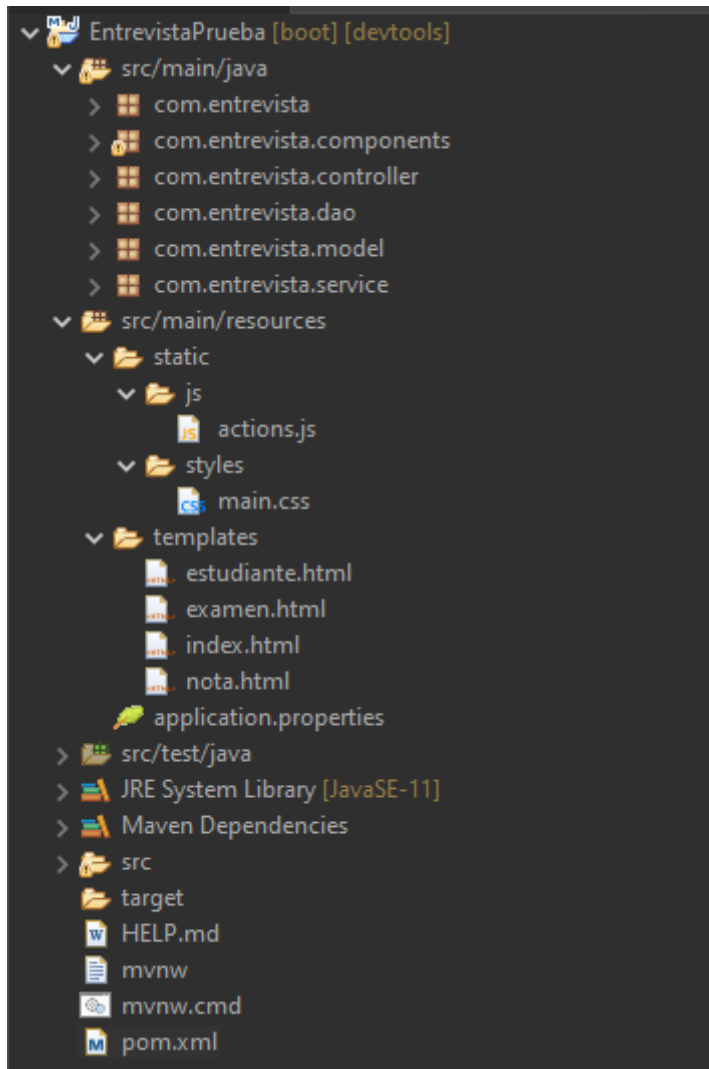 EntrevistaPrueba [boot] [devtools]
src/main/java
com.entrevista
com.entrevista.components
com.entrevista.controller
com.entrevista.dao
com.entrevista.model
com.entrevista.service
src/main/resources
static
js
actions.js
styles
main.css
templates
estudiante.html
examen.html
index.html
nota.html
application.properties
src/test/java
JRE System Library [JavaSE-11]
Maven Dependencies
src
target
HELP.md
mvnw
mvnw.cmd
pom.xml